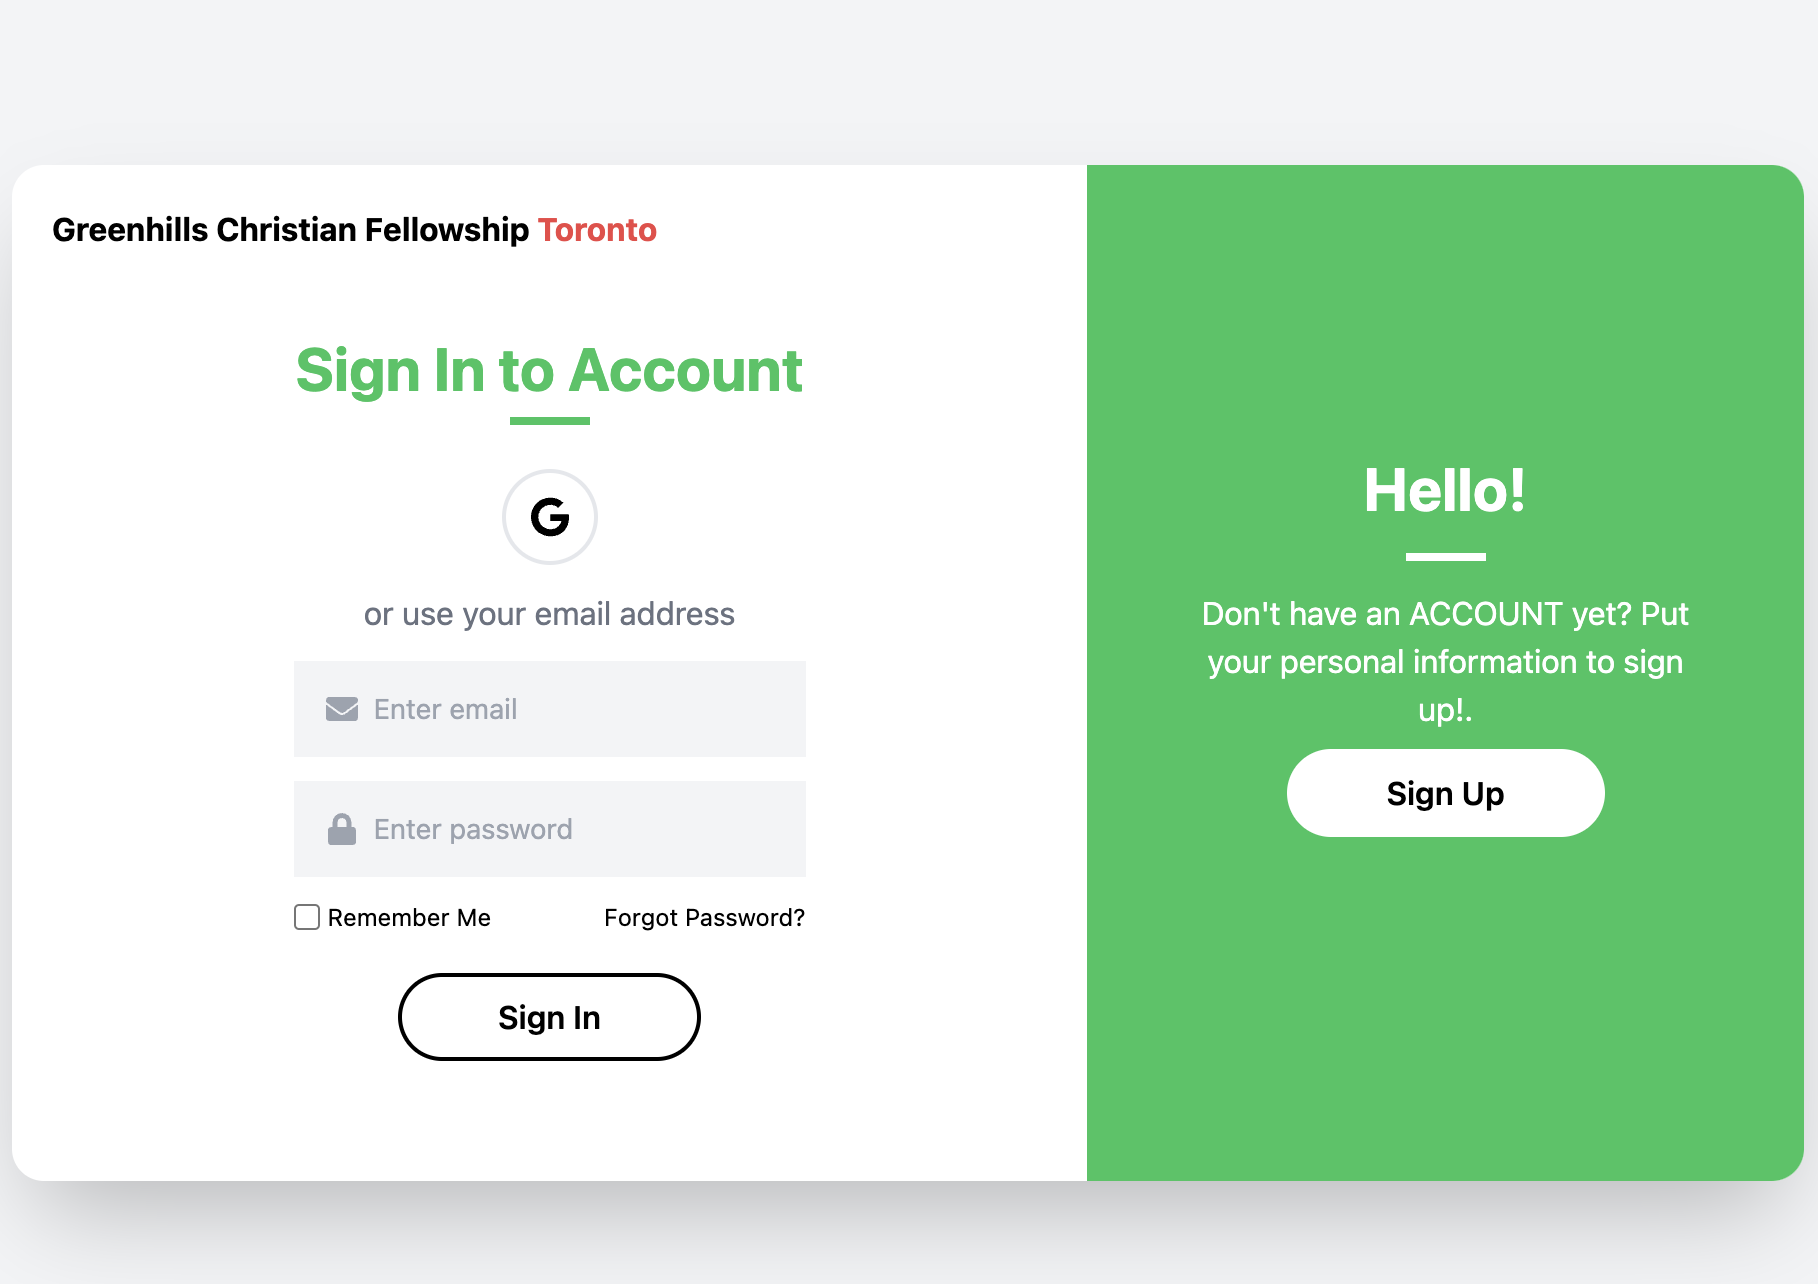 Greenhills Christian Fellowship Toronto
Sign In to Account
G
or use your email address
Enter email
Enter password
Remember Me
Forgot Password?
Sign In
Hello!
Don't have an ACCOUNT yet? Put
your personal information to sign
up!.
Sign Up